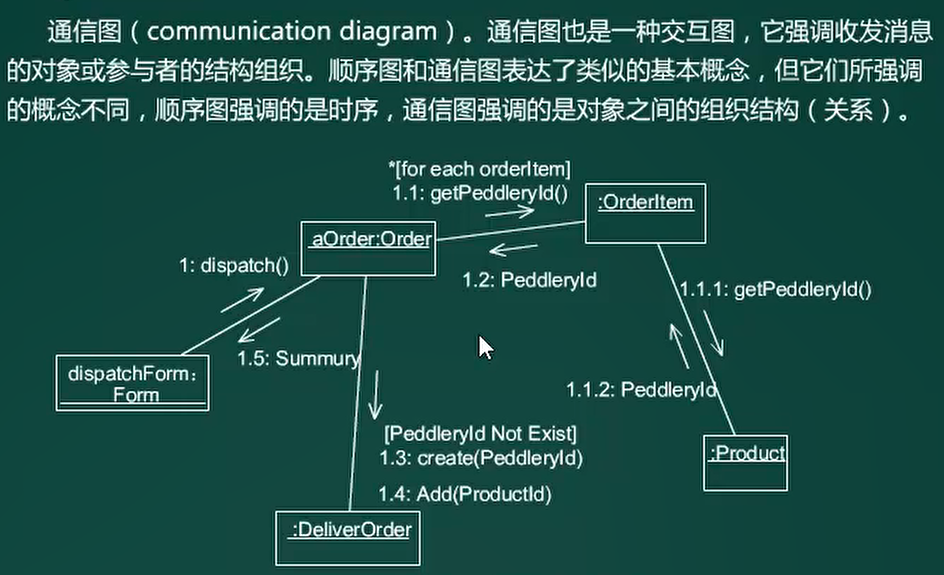 通信图（communication diagram）。通信图也是一种交互图，它强调收发消息
的对象或参与者的结构组织。顺序图和通信图表达了类似的基本概念，但它们所强调
的概念不同，顺序图强调的是时序，通信图强调的是对象之间的组织结构（关系）。
*[for each orderItem]
1.1: getPeddleryId()
:OrderItem
aOrder:Order
1: dispatch()
1.2: PeddleryId
1.1.1: getPeddleryId()
1.5: Summury
dispatchForm:
Form
1.1.2: PeddleryId
[PeddleryId Not Exist]
1.3: create(PeddleryId)
:Product
1.4: Add(ProductId)
:DeliverOrder